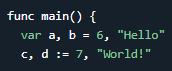 func main() {
  var a, b = 6, "Hello"
  c, d := 7, "World!"